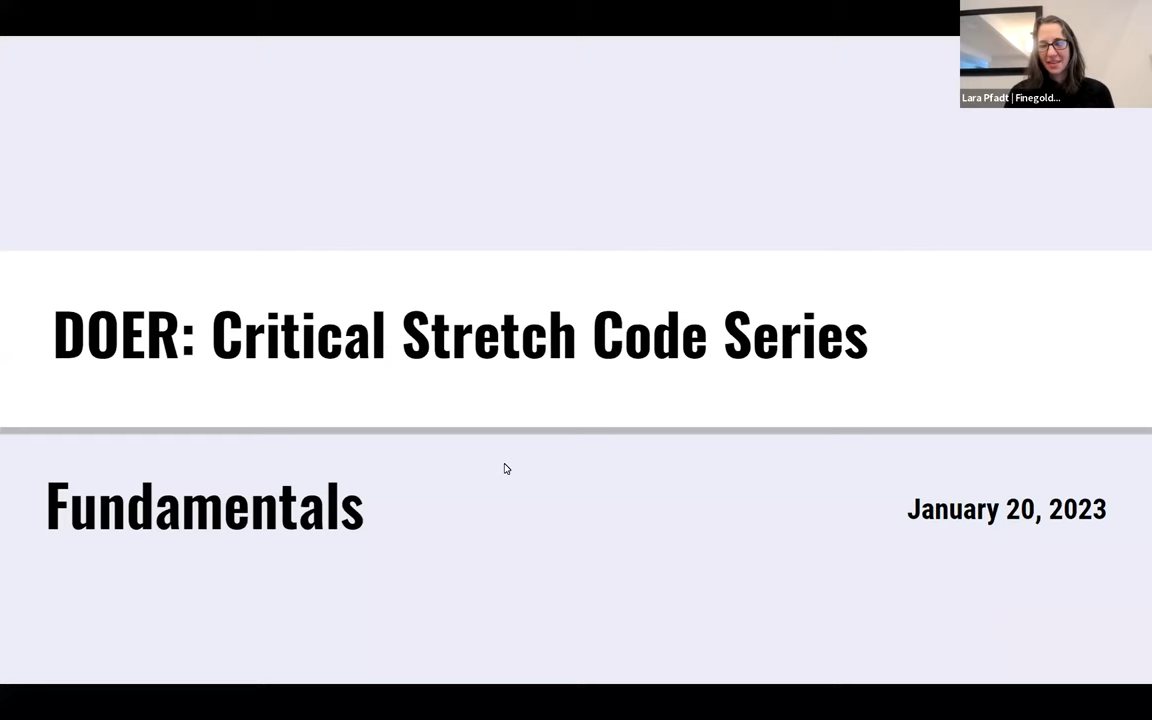 Lara Pfadt | Finegold...
DOER: Critical Stretch Code Series
Fundamentals
January 20, 2023